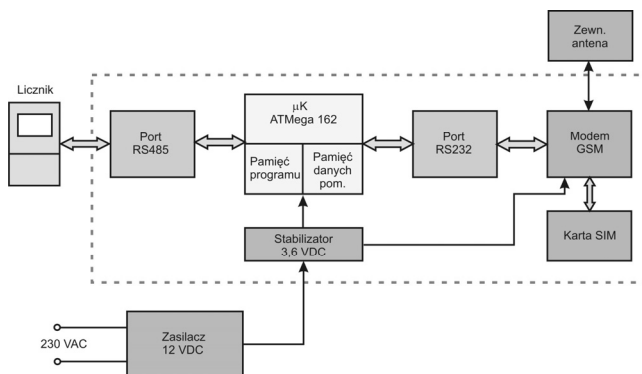 Zewn.
antena
Licznik
Port
RS485
μK
ATMega 162
Pamięć
programu
Pamięć
danych
pom.
Port
RS232
Modem
GSM
Stabilizator
3,6 VDC
Karta SIM
230 VAC
Zasilacz
12 VDC